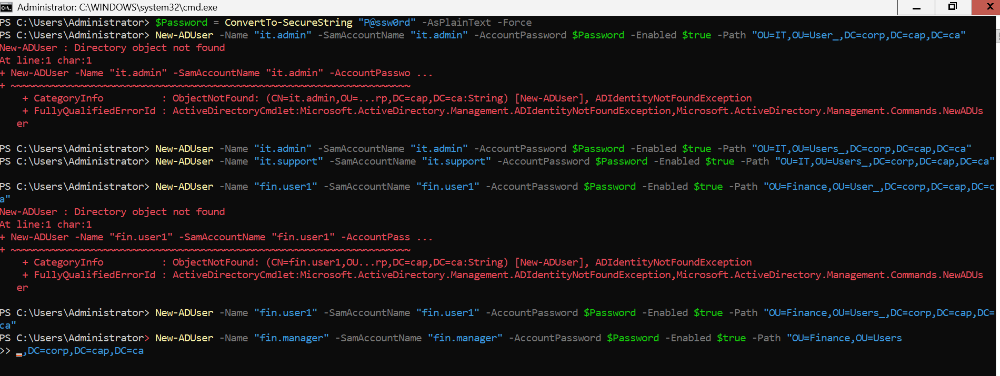 Administrator: C:\WINDOWS\system32\cmd.exe
PS C:\Users\Administrator> $Password = ConvertTo-SecureString "P@ssw0rd" -AsPlainText -Force
PS C:\Users\Administrator> New-ADUser -Name "it.admin" -SamAccountName "it.admin" -AccountPassword $Password -Enabled $true -Path "OU=IT,OU=User_,DC=corp,DC=cap,DC=ca"
New-ADUser : Directory object not found
At line:1 char:1
+ New-ADUser -Name "it.admin" -SamAccountName "it.admin" -AccountPasswo ...
+ ~~~~~~~~~~~~~~~~~~~~~~~~~~~~~~~~~~~~~~~~~~~~~~~~~~~~~~~~~~~~~~~~~~~~~
    + CategoryInfo          : ObjectNotFound: (CN=it.admin,OU=...rp,DC=cap,DC=ca:String) [New-ADUser], ADIdentityNotFoundException
    + FullyQualifiedErrorId : ActiveDirectoryCmdlet:Microsoft.ActiveDirectory.Management.ADIdentityNotFoundException,Microsoft.ActiveDirectory.Management.Commands.NewADUs
   er
PS C:\Users\Administrator> New-ADUser -Name "it.admin" -SamAccountName "it.admin" -AccountPassword $Password -Enabled $true -Path "OU=IT,OU=Users_,DC=corp,DC=cap,DC=ca"
PS C:\Users\Administrator> New-ADUser -Name "it.support" -SamAccountName "it.support" -AccountPassword $Password -Enabled $true -Path "OU=IT,OU=Users_,DC=corp,DC=cap,DC=ca"
PS C:\Users\Administrator> New-ADUser -Name "fin.user1" -SamAccountName "fin.user1" -AccountPassword $Password -Enabled $true -Path "OU=Finance,OU=User_,DC=corp,DC=cap,DC=c
a"
New-ADUser : Directory object not found
At line:1 char:1
+ New-ADUser -Name "fin.user1" -SamAccountName "fin.user1" -AccountPass ...
+ ~~~~~~~~~~~~~~~~~~~~~~~~~~~~~~~~~~~~~~~~~~~~~~~~~~~~~~~~~~~~~~~~~~~~~
    + CategoryInfo          : ObjectNotFound: (CN=fin.user1,OU...rp,DC=cap,DC=ca:String) [New-ADUser], ADIdentityNotFoundException
    + FullyQualifiedErrorId : ActiveDirectoryCmdlet:Microsoft.ActiveDirectory.Management.ADIdentityNotFoundException,Microsoft.ActiveDirectory.Management.Commands.NewADUs
   er
PS C:\Users\Administrator> New-ADUser -Name "fin.user1" -SamAccountName "fin.user1" -AccountPassword $Password -Enabled $true -Path "OU=Finance,OU=Users_,DC=corp,DC=cap,DC=
ca"
PS C:\Users\Administrator> New-ADUser -Name "fin.manager" -SamAccountName "fin.manager" -AccountPassword $Password -Enabled $true -Path "OU=Finance,OU=Users
>> _,DC=corp,DC=cap,DC=ca